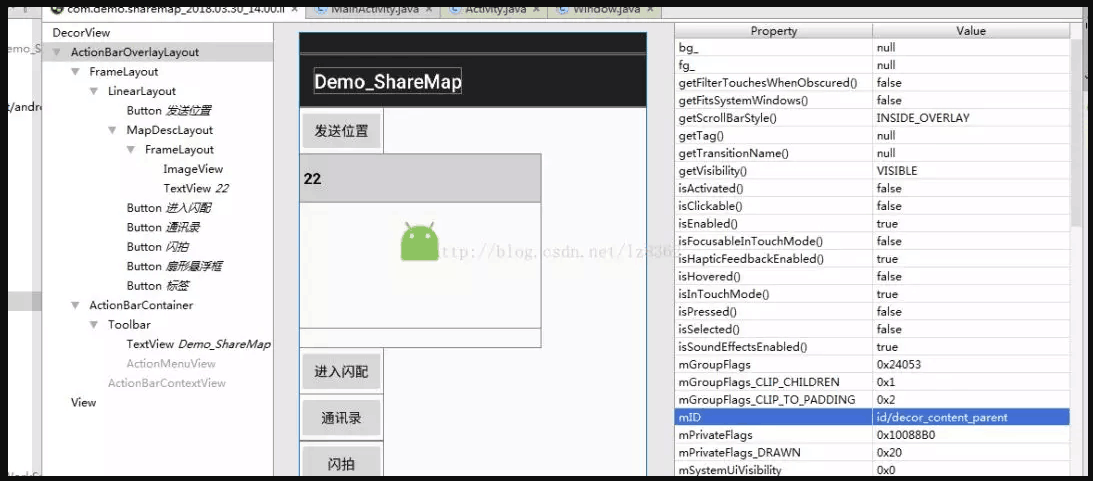 com.demo.sharemap_2018.03.30_14.00.li
MainActivity.java
Activity.java
Window.java
emo_S
t/andro
DecorView
ActionBarOverlayLayout
FrameLayout
LinearLayout
Button 发送位置
MapDescLayout
FrameLayout
ImageView
TextView 22
Button 进入闪配
Button 通讯录
Button 闪拍
Button 扇形悬浮框
Button 标签
ActionBarContainer
Toolbar
TextView Demo_ShareMap
ActionMenuView
ActionBarContextView
View
Demo_ShareMap
发送位置
22
http://blog.csdn.net/lz8362
进入闪配
通讯录
闪拍
Property Value
bg_ null
fg_ null
getFilterTouchesWhenObscured() false
getFitsSystemWindows() false
getScrollBarStyle() INSIDE_OVERLAY
getTag() null
getTransitionName() null
getVisibility() VISIBLE
isActivated() false
isClickable() false
isEnabled() true
isFocusableInTouchMode() false
isHapticFeedbackEnabled() true
isHovered() false
isInTouchMode() true
isPressed() false
isSelected() false
isSoundEffectsEnabled() true
mGroupFlags 0x24053
mGroupFlags_CLIP_CHILDREN 0x1
mGroupFlags_CLIP_TO_PADDING 0x2
mID id/decor_content_parent
mPrivateFlags 0x10088B0
mPrivateFlags_DRAWN 0x20
mSystemUiVisibility 0x0